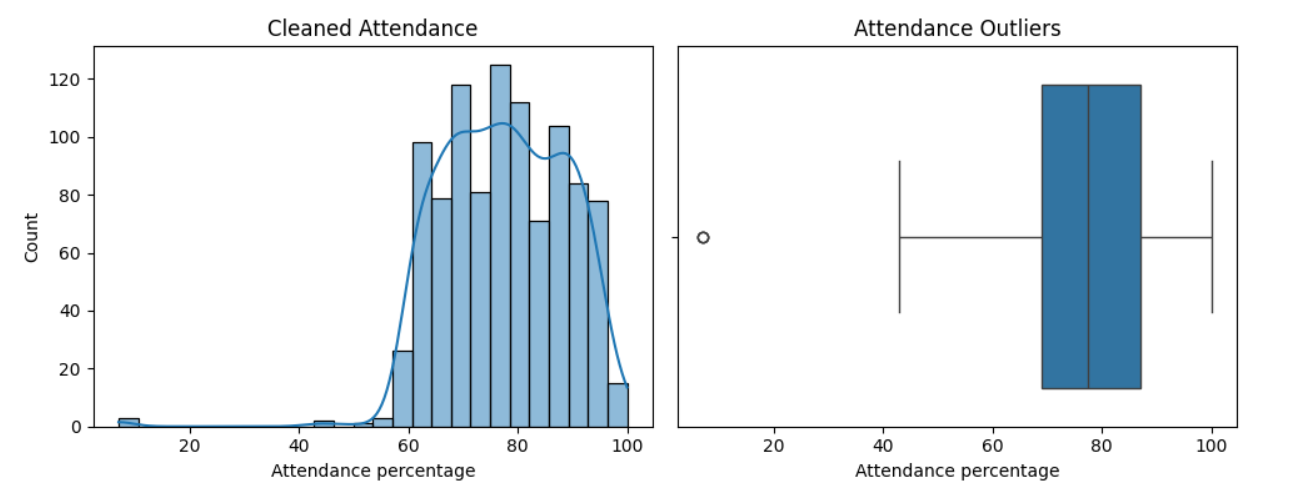 Cleaned Attendance
Count
120
100
80
60
40
20
0
20 40 60 80 100
Attendance percentage
Attendance Outliers
20 40 60 80 100
Attendance percentage